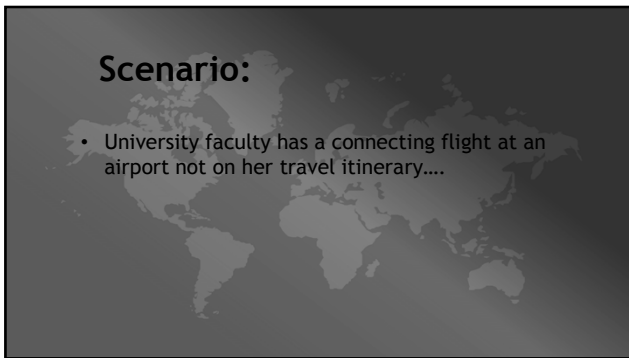 Scenario:
• University faculty has a connecting flight at an
airport not on her travel itinerary….